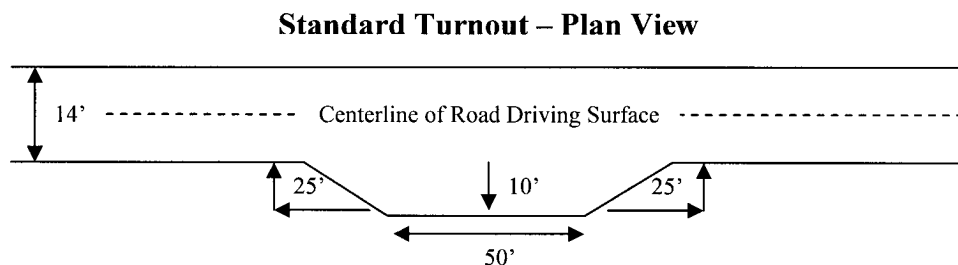 Standard Turnout – Plan View
14’
Centerline of Road Driving Surface
25’
10’
25’
50’